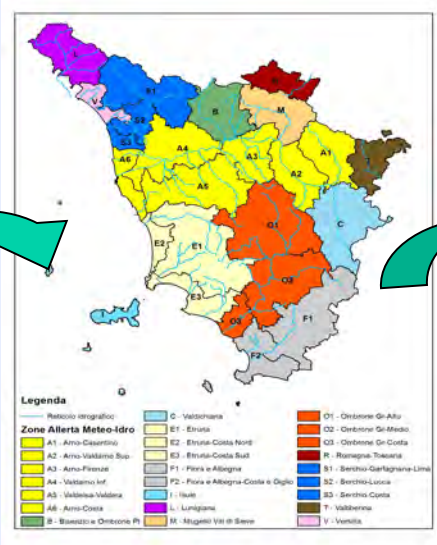 L
S1
V
S2
S3
B
R
M
A4
A3
A1
A6
A5
A2
T
O1
C
E2
E1
O2
E3
F1
O3
F2
I
Legenda
Reticolo idrografico
Zone Allerta Meteo-Idro
A1 - Arno-Casentino
A2 - Arno-Valdarno Sup
A3 - Arno-Firenze
A4 - Valdarno Inf.
A5 - Valdelsa-Valdera
A6 - Arno-Costa
B - Bisenzio e Ombrone Pt
C - Valdichiana
E1 - Etruria
E2 - Etruria-Costa Nord
E3 - Etruria-Costa Sud
F1 - Fiora e Albegna
F2 - Fiora e Albegna-Costa e Giglio
I - Isole
L - Lunigiana
M - Mugello Val di Sieve
O1 - Ombrone Gr-Alto
O2 - Ombrone Gr-Medio
O3 - Ombrone Gr-Costa
R - Romagna-Toscana
S1 - Serchio-Garfagnana-Lima
S2 - Serchio-Lucca
S3 - Serchio Costa
T - Valtiberina
V - Versilia